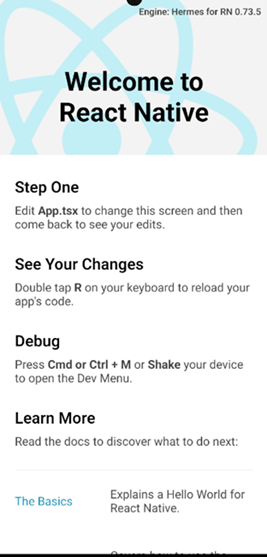 Engine: Hermes for RN 0.73.5
Welcome to
React Native
Step One
Edit App.tsx to change this screen and then
come back to see your edits.
See Your Changes
Double tap R on your keyboard to reload your
app's code.
Debug
Press Cmd or Ctrl + M or Shake your device
to open the Dev Menu.
Learn More
Read the docs to discover what to do next:
The Basics
Explains a Hello World for
React Native.